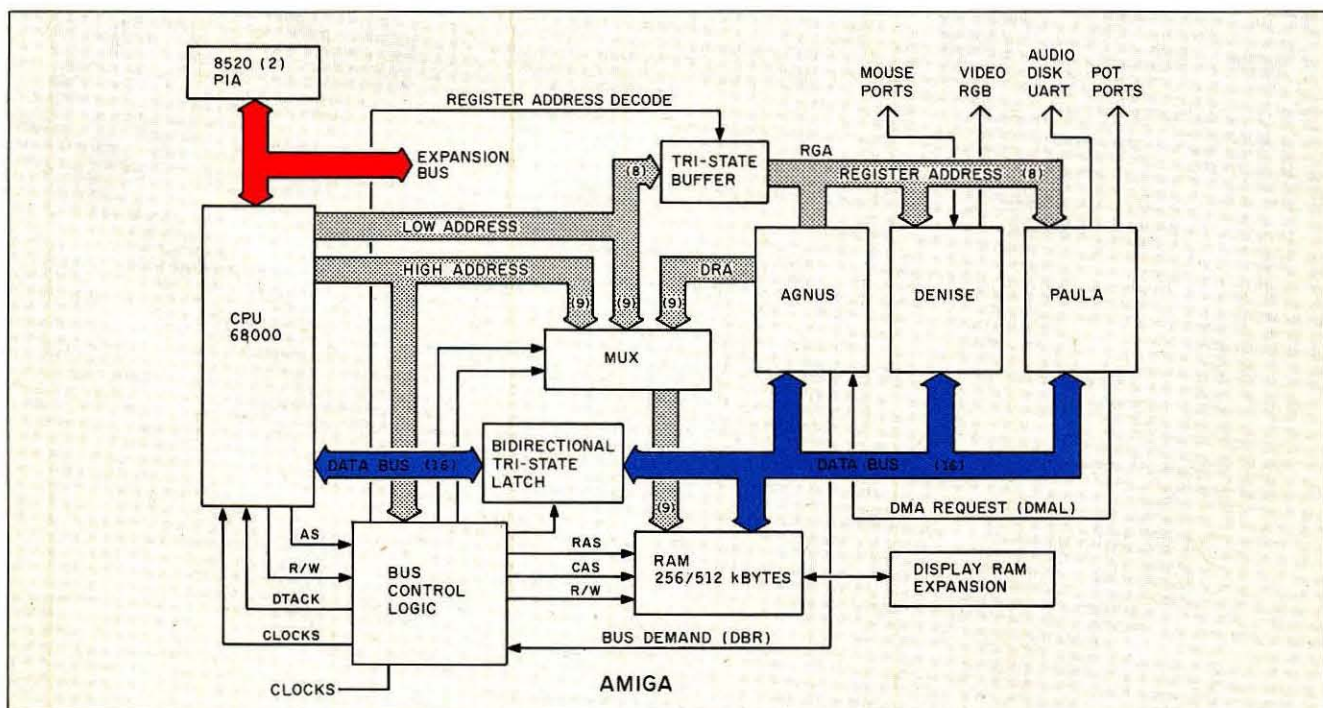 8520 (2)
PIA
MOUSE
PORTS
VIDEO
RGB
AUDIO
DISK
UART
POT
PORTS
REGISTER ADDRESS DECODE
EXPANSION
BUS
(8)
TRI-STATE
BUFFER
RGA
REGISTER ADDRESS (8)
LOW ADDRESS
HIGH ADDRESS
DRA
CPU
68000
(9)
(9)
(9)
AGNUS
DENISE
PAULA
MUX
DATA BUS (16)
BIDIRECTIONAL
TRI-STATE
LATCH
DATA BUS (16)
(9)
DMA REQUEST (DMAL)
AS
R/W
DTACK
CLOCKS
BUS
CONTROL
LOGIC
RAS
CAS
R/W
RAM
256/512 kBYTES
DISPLAY RAM
EXPANSION
BUS DEMAND (DBR)
CLOCKS
AMIGA